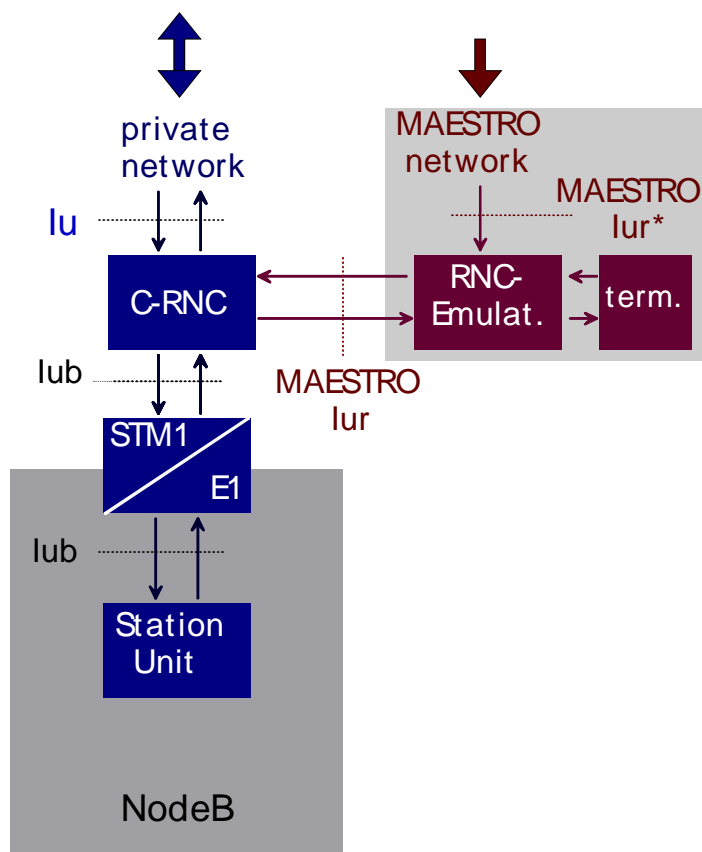 private
network
MAESTRO
network
MAESTRO
Iur*
Iu
C-RNC
RNC-
Emulat.
term.
Iub
MAESTRO
Iur
STM1
E1
Iub
Station
Unit
NodeB